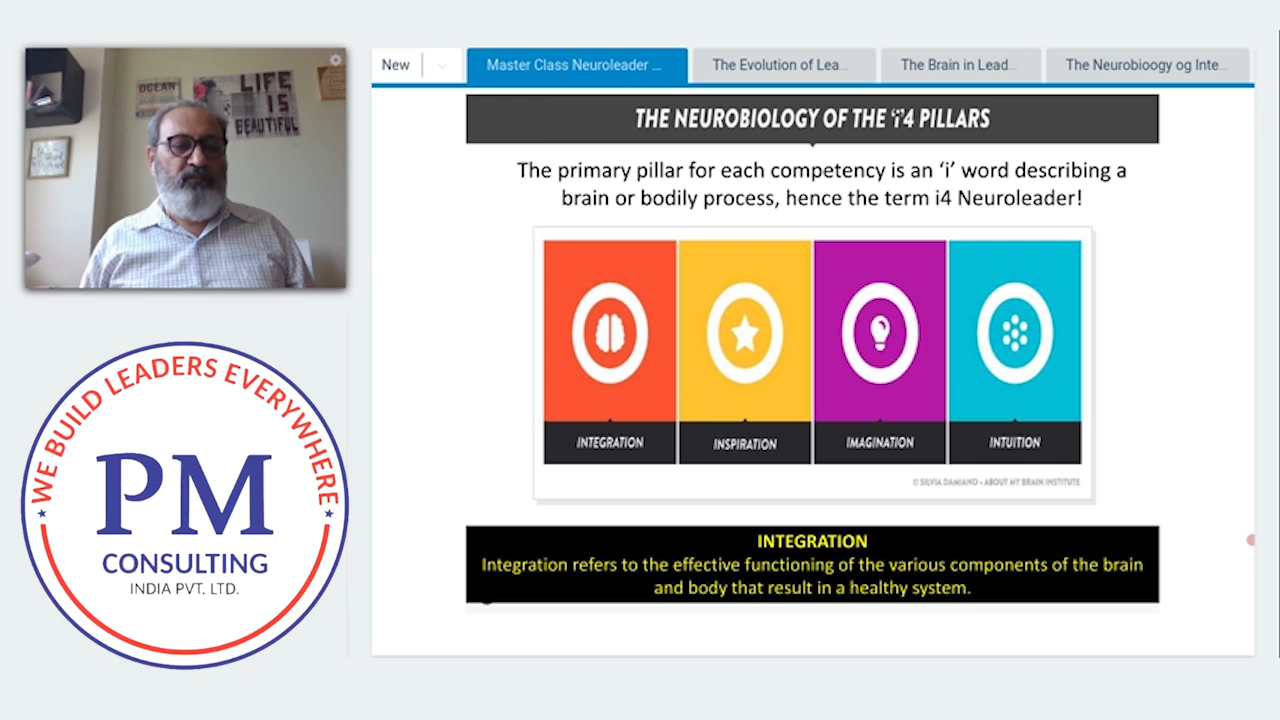 OCEAN
LIFE
IS
BEAUTIFUL
WE BUILD LEADERS EVERYWHERE
PM
CONSULTING
INDIA PVT. LTD.
New
Master Class Neuroleader ...
The Evolution of Lea...
The Brain in Lead...
The Neurobioogy og Inte...
THE NEUROBIOLOGY OF THE ‘i’4 PILLARS
The primary pillar for each competency is an ‘i’ word describing a
brain or bodily process, hence the term i4 Neuroleader!
INTEGRATION
INSPIRATION
IMAGINATION
INTUITION
© SILVIA DAMIANO - ABOUT MY BRAIN INSTITUTE
INTEGRATION
Integration refers to the effective functioning of the various components of the brain
and body that result in a healthy system.